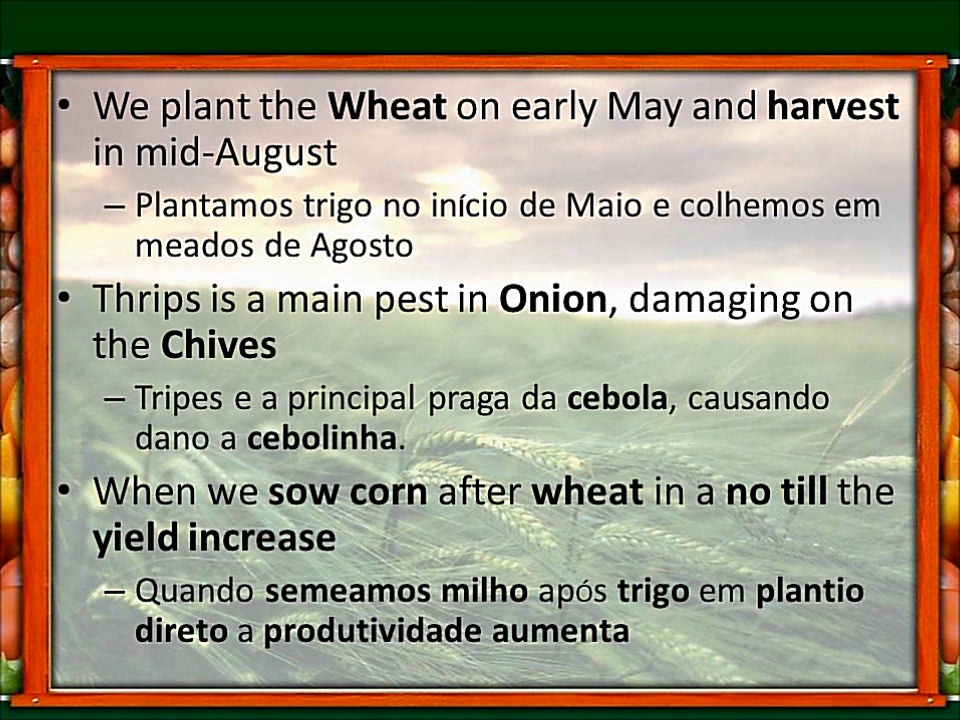 • We plant the Wheat on early May and harvest
in mid-August
– Plantamos trigo no início de Maio e colhemos em
meados de Agosto
• Thrips is a main pest in Onion, damaging on
the Chives
– Tripes e a principal praga da cebola, causando
dano a cebolinha.
• When we sow corn after wheat in a no till the
yield increase
– Quando semeamos milho após trigo em plantio
direto a produtividade aumenta